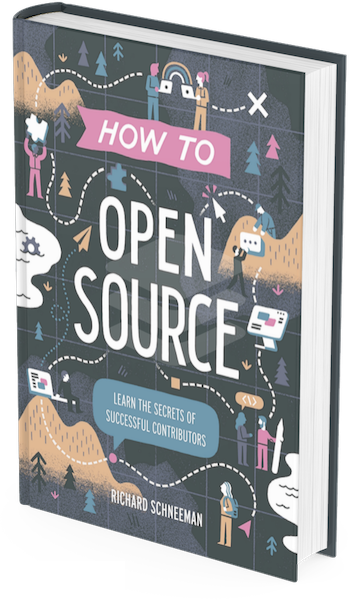 HOW TO
OPEN
SOURCE
LEARN THE SECRETS OF
SUCCESSFUL CONTRIBUTORS
RICHARD SCHNEEMAN